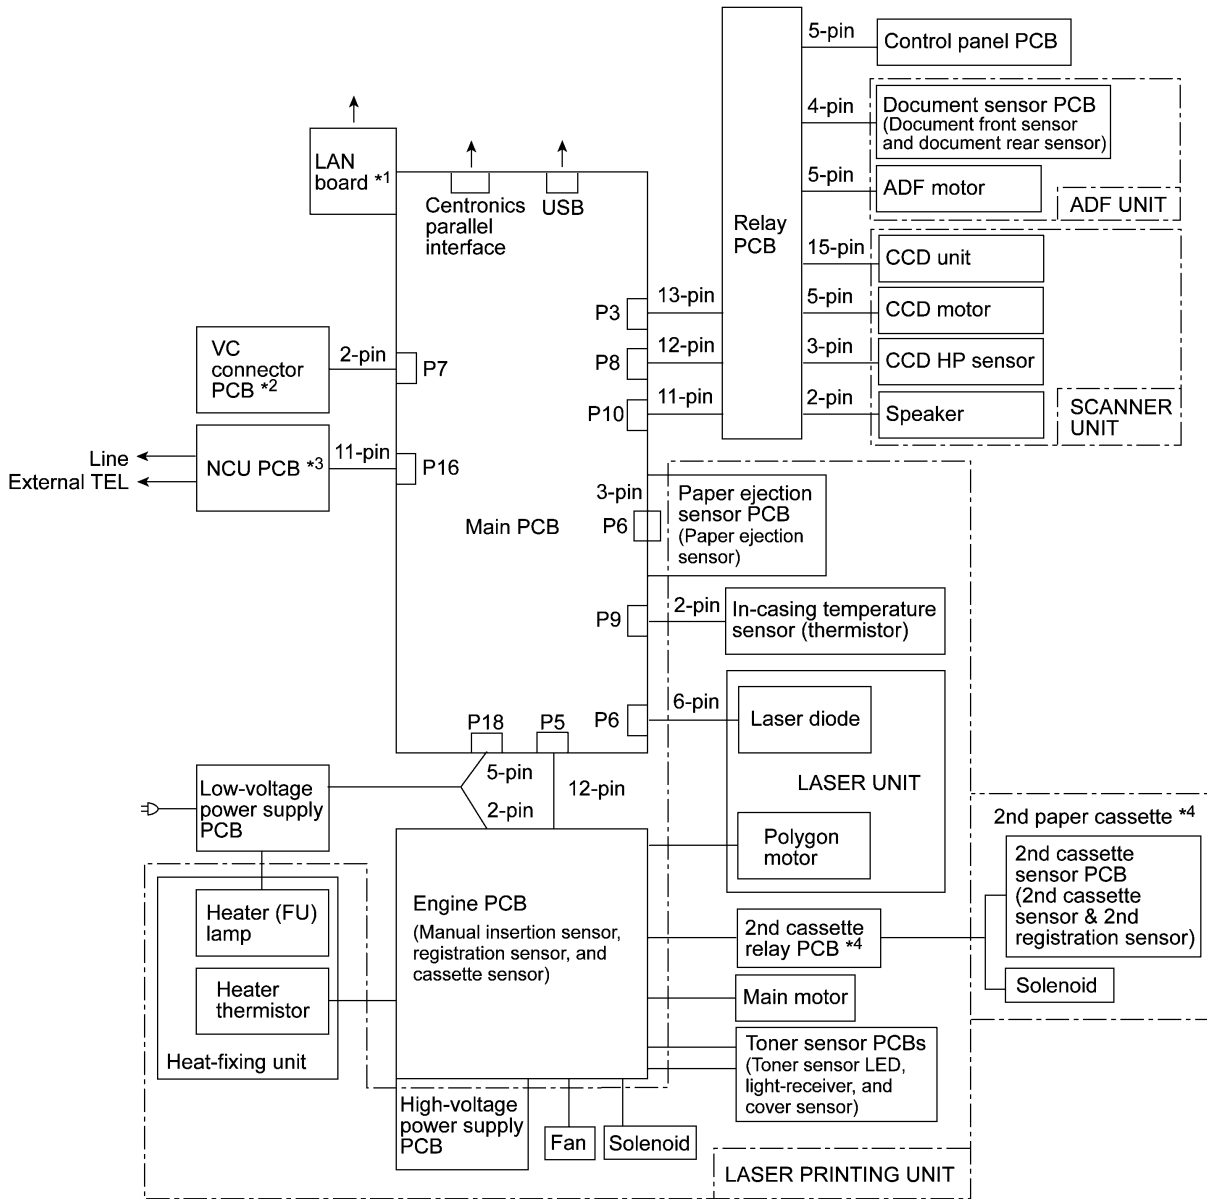 5-pin
Control panel PCB
4-pin
Document sensor PCB
(Document front sensor
and document rear sensor)
5-pin
ADF motor
ADF UNIT
LAN
board *1
Centronics
parallel
interface
USB
Relay
PCB
15-pin
CCD unit
5-pin
CCD motor
3-pin
CCD HP sensor
2-pin
Speaker
SCANNER
UNIT
P3
13-pin
P8
12-pin
P10
11-pin
VC
connector
PCB *2
2-pin
P7
Line
External TEL
NCU PCB *3
11-pin
P16
Main PCB
3-pin
P6
Paper ejection
sensor PCB
(Paper ejection
sensor)
P9
2-pin
In-casing temperature
sensor (thermistor)
P6
6-pin
Laser diode
LASER UNIT
Polygon
motor
P18
P5
5-pin
2-pin
12-pin
Low-voltage
power supply
PCB
Heater (FU)
lamp
Heater
thermistor
Heat-fixing unit
Engine PCB
(Manual insertion sensor,
registration sensor, and
cassette sensor)
2nd cassette
relay PCB *4
2nd paper cassette *4
2nd cassette
sensor PCB
(2nd cassette
sensor & 2nd
registration sensor)
Solenoid
Main motor
Toner sensor PCBs
(Toner sensor LED,
light-receiver, and
cover sensor)
High-voltage
power supply
PCB
Fan
Solenoid
LASER PRINTING UNIT